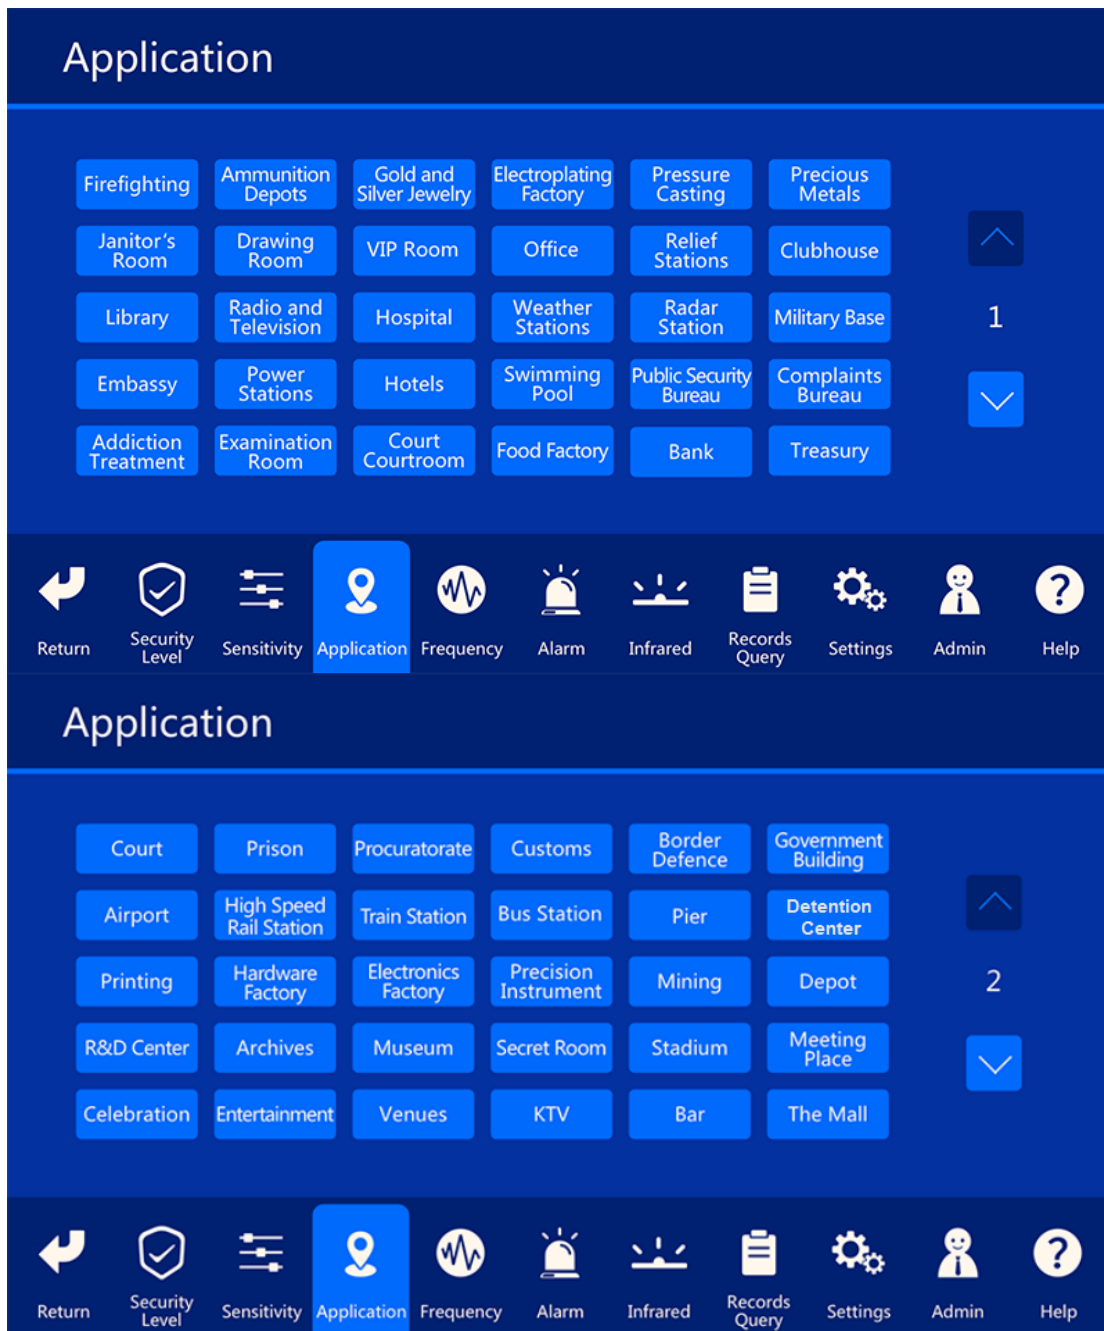 Application
Firefighting
Ammunition
Depots
Gold and
Silver Jewelry
Electroplating
Factory
Pressure
Casting
Precious
Metals
Janitor's
Room
Drawing
Room
VIP Room
Office
Relief
Stations
Clubhouse
Library
Radio and
Television
Hospital
Weather
Stations
Radar
Station
Military Base
1
Embassy
Power
Stations
Hotels
Swimming
Pool
Public Security
Bureau
Complaints
Bureau
Addiction
Treatment
Examination
Room
Court
Courtroom
Food Factory
Bank
Treasury
Return
Security
Level
Sensitivity
Application
Frequency
Alarm
Infrared
Records
Query
Settings
Admin
?
Help
Application
Court
Prison
Procuratorate
Customs
Border
Defence
Government
Building
Airport
High Speed
Rail Station
Train Station
Bus Station
Pier
Detention
Center
Printing
Hardware
Factory
Electronics
Factory
Precision
Instrument
Mining
Depot
2
R&D Center
Archives
Museum
Secret Room
Stadium
Meeting
Place
Celebration
Entertainment
Venues
KTV
Bar
The Mall
Return
Security
Level
Sensitivity
Application
Frequency
Alarm
Infrared
Records
Query
Settings
Admin
?
Help